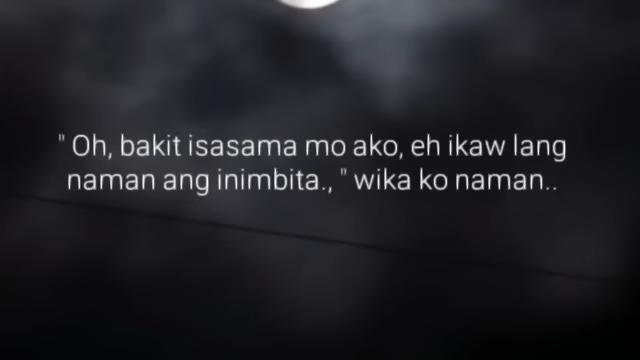 " Oh, bakit isasama mo ako, eh ikaw lang
naman ang inimbita., " wika ko naman..